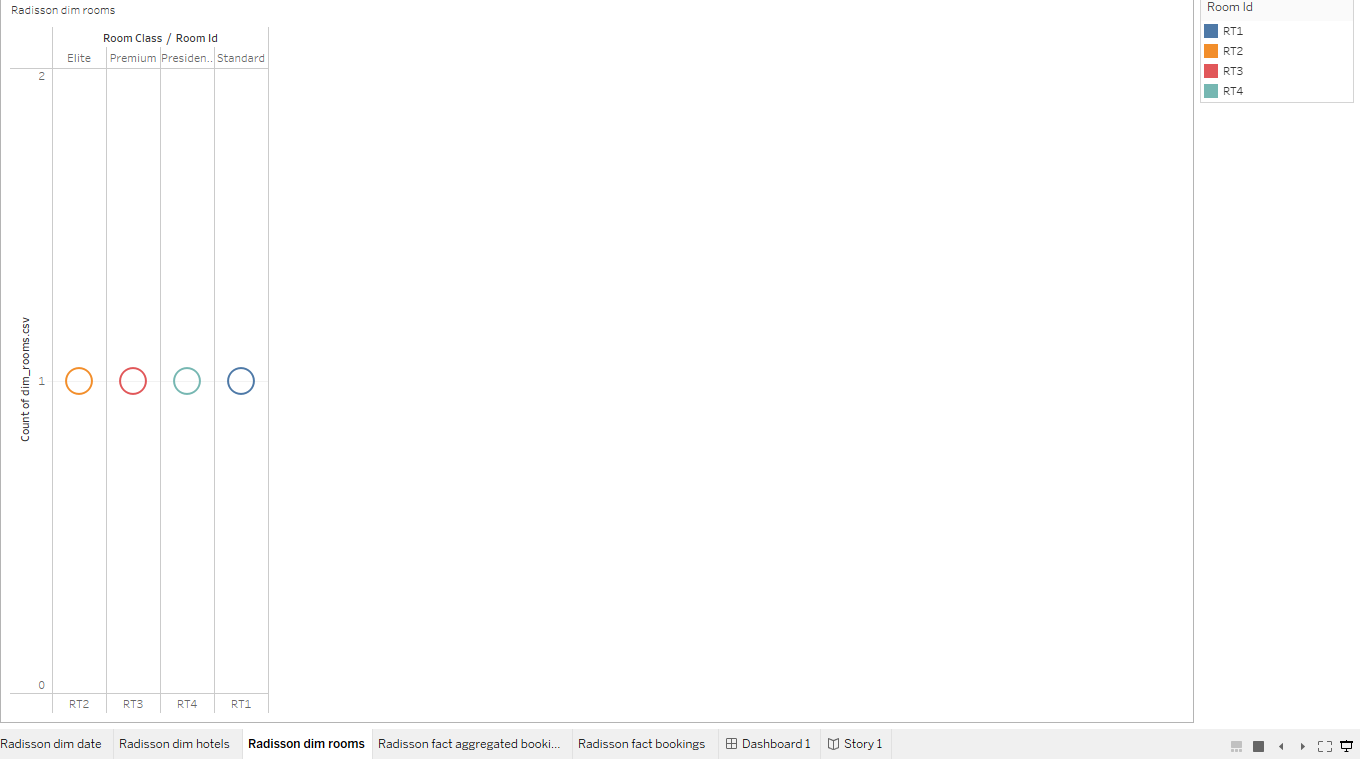 Radisson dim rooms
Room Class / Room Id
Elite Premium Presiden.. Standard
2
Count of dim_rooms.csv
1
0
RT2 RT3 RT4 RT1
Room Id
RT1
RT2
RT3
RT4
Radisson dim date Radisson dim hotels Radisson dim rooms Radisson fact aggregated booki... Radisson fact bookings Dashboard 1 Story 1